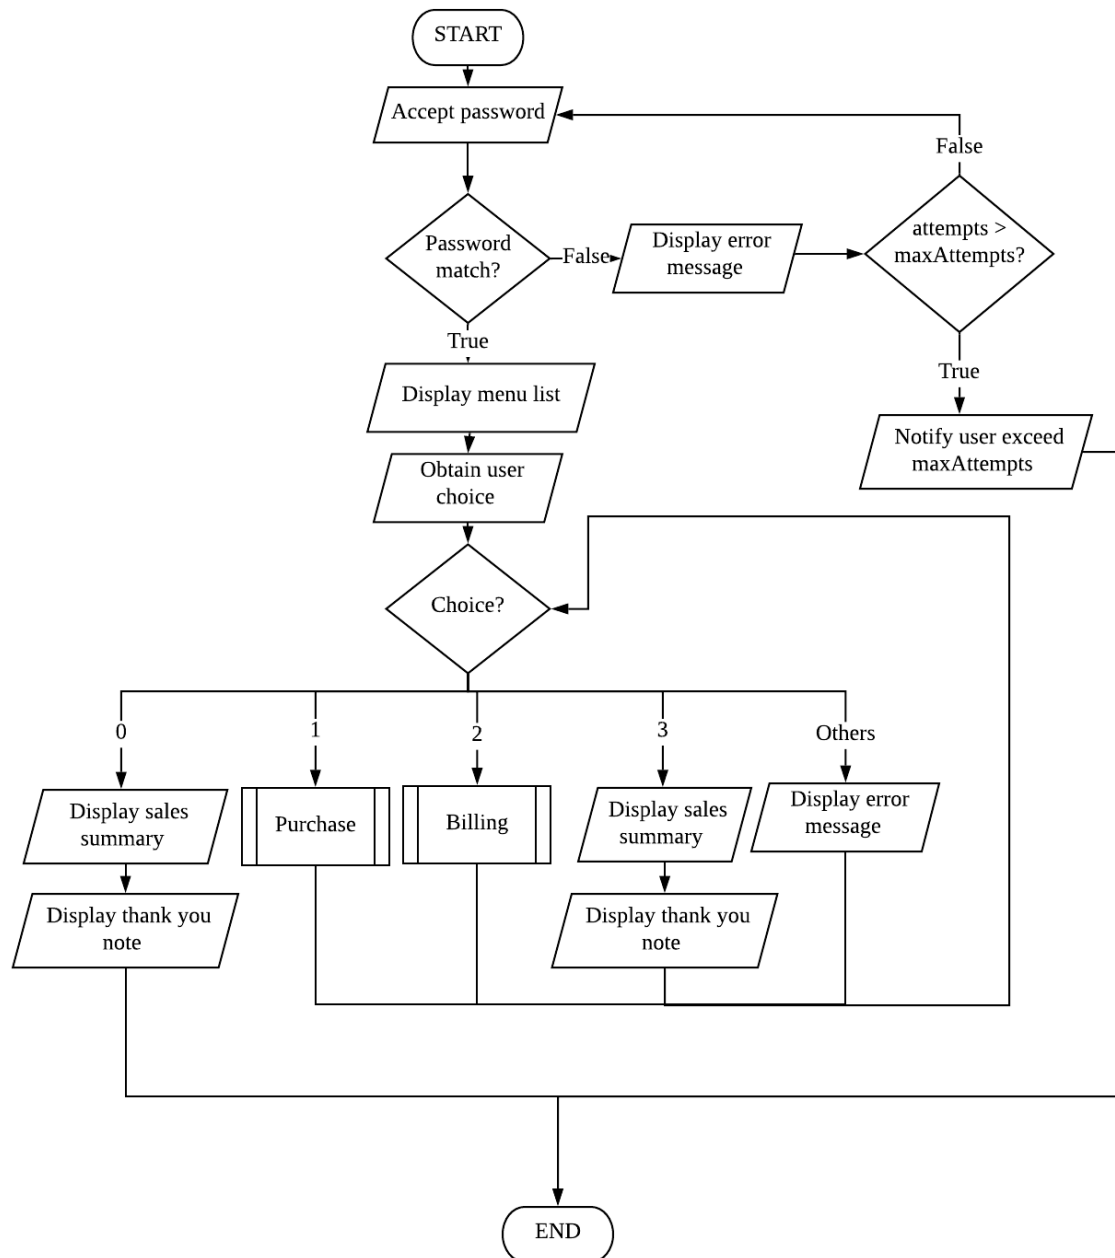 START
Accept password
False
Password
match?
False
Display error
message
attempts >
maxAttempts?
True
True
Display menu list
Notify user exceed
maxAttempts
Obtain user
choice
Choice?
0
1
2
3
Others
Display sales
summary
Purchase
Billing
Display sales
summary
Display error
message
Display thank you
note
Display thank you
note
END